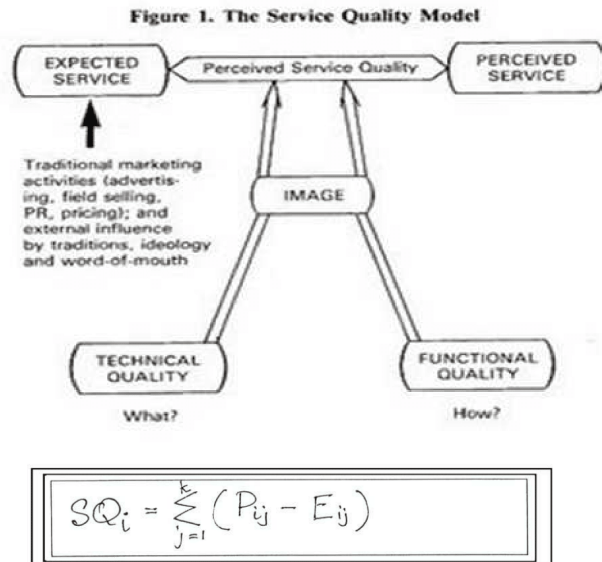 Figure 1. The Service Quality Model
EXPECTED
SERVICE
Perceived Service Quality
PERCEIVED
SERVICE
Traditional marketing
activities (advertis-
ing, field selling,
PR, pricing); and
external influence
by traditions, ideology
and word-of-mouth
IMAGE
TECHNICAL
QUALITY
FUNCTIONAL
QUALITY
What?
How?
SQᵢ = Σⱼ₌₁ᵏ (Pᵢⱼ – Eᵢⱼ)